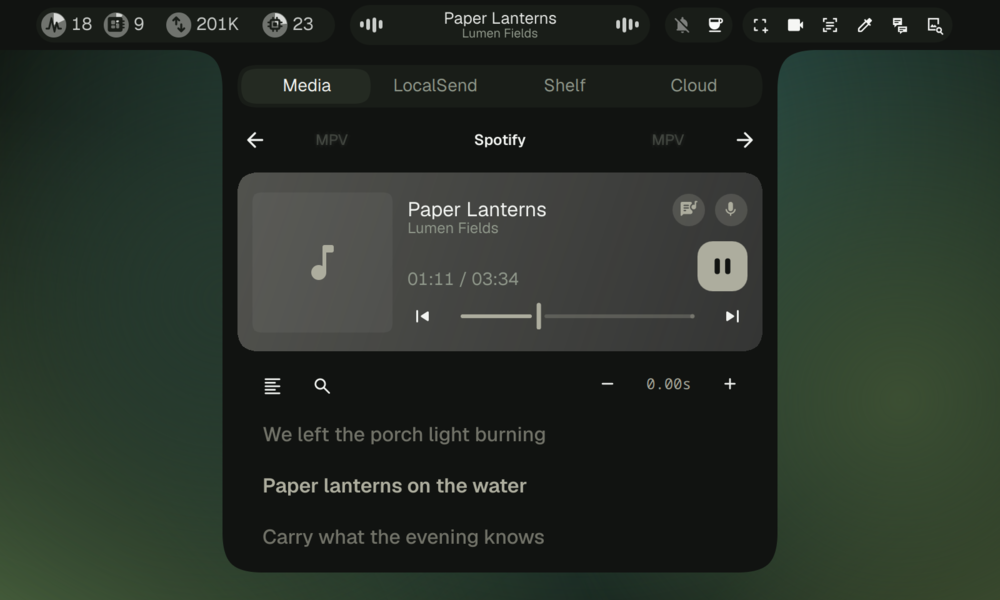 18 9 201K 23
Paper Lanterns
Lumen Fields
Media LocalSend Shelf Cloud
MPV Spotify MPV
Paper Lanterns
Lumen Fields
01:11 / 03:34
0.00s
We left the porch light burning
Paper lanterns on the water
Carry what the evening knows